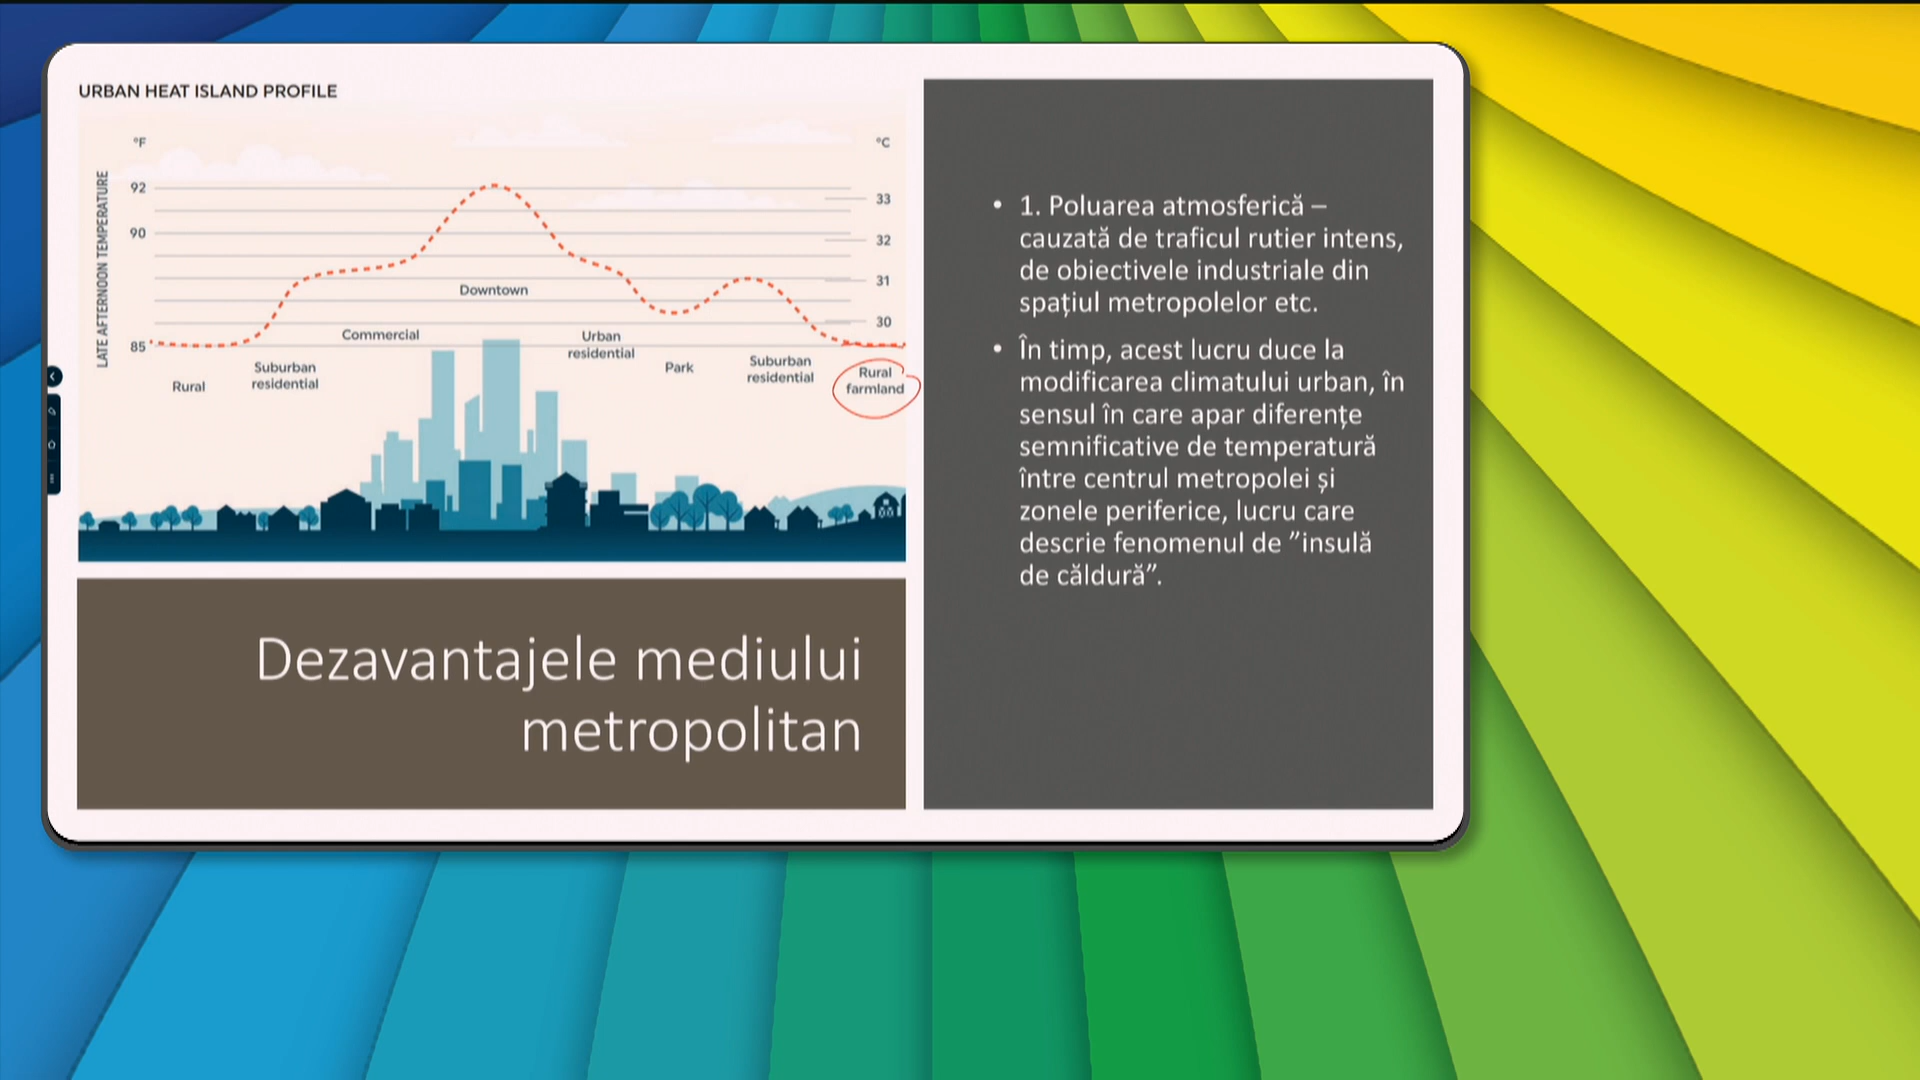 URBAN HEAT ISLAND PROFILE
°F
°C
LATE AFTERNOON TEMPERATURE
92
90
85
33
32
31
30
Downtown
Commercial
Urban
residential
Suburban
residential
Rural
Park
Suburban
residential
Rural
farmland
Dezavantajele mediului
metropolitan
• 1. Poluarea atmosferică –
cauzată de traficul rutier intens,
de obiectivele industriale din
spațiul metropolelor etc.
• În timp, acest lucru duce la
modificarea climatului urban, în
sensul în care apar diferențe
semnificative de temperatură
între centrul metropolei și
zonele periferice, lucru care
descrie fenomenul de ”insulă
de căldură”.